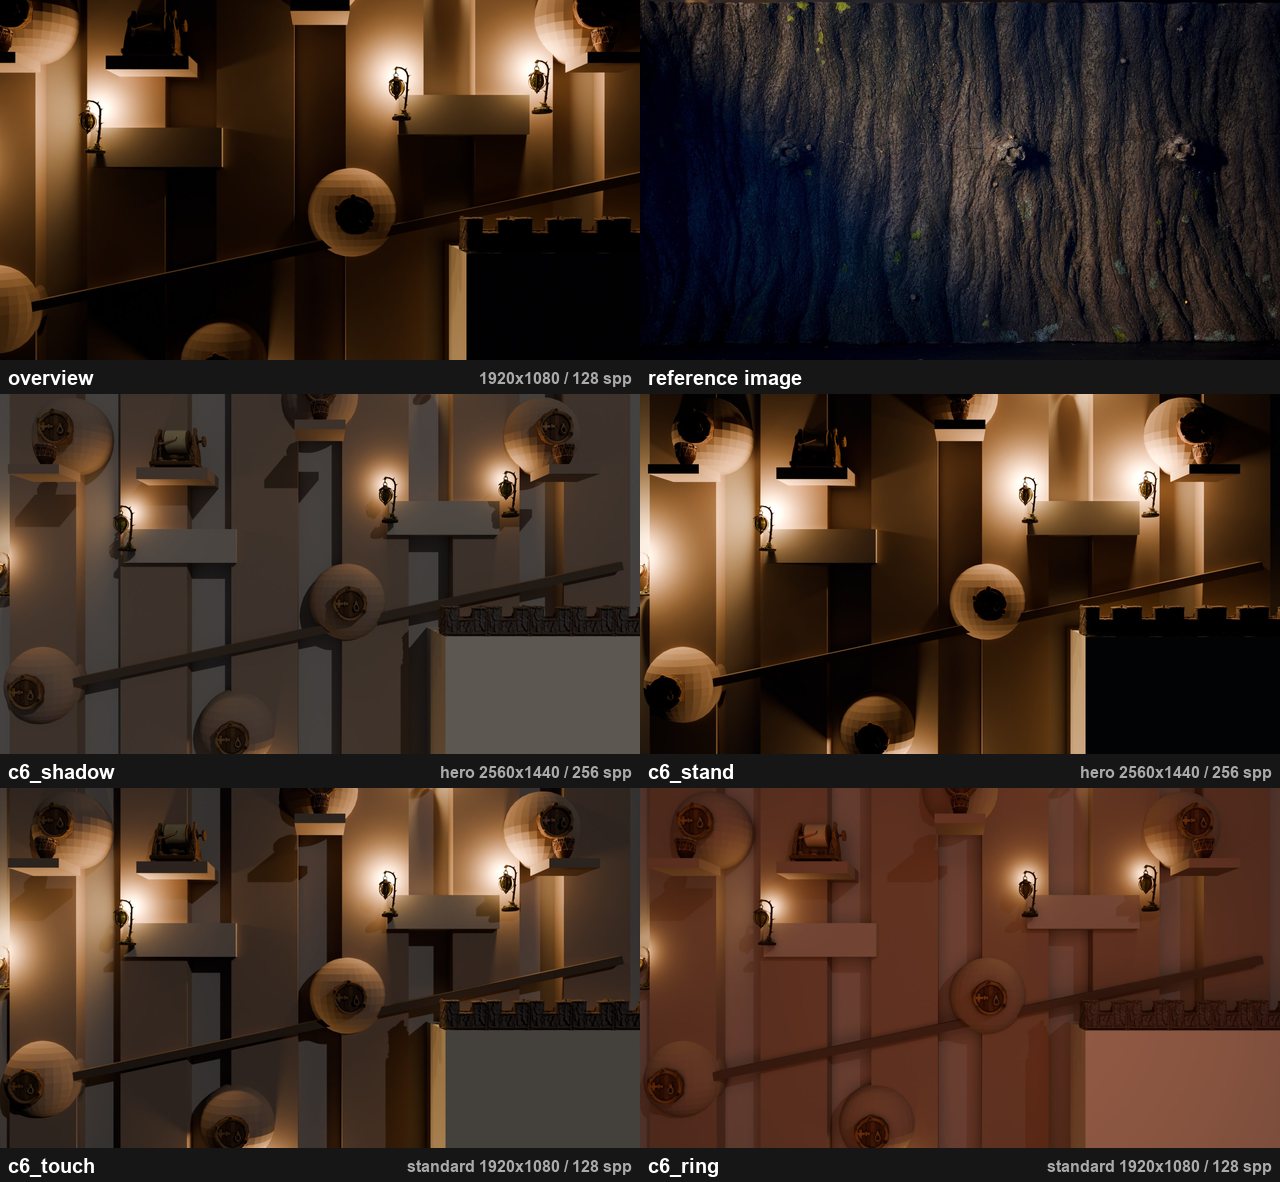 overview 1920x1080 / 128 spp
reference image
c6_shadow hero 2560x1440 / 256 spp
c6_stand hero 2560x1440 / 256 spp
c6_touch standard 1920x1080 / 128 spp
c6_ring standard 1920x1080 / 128 spp